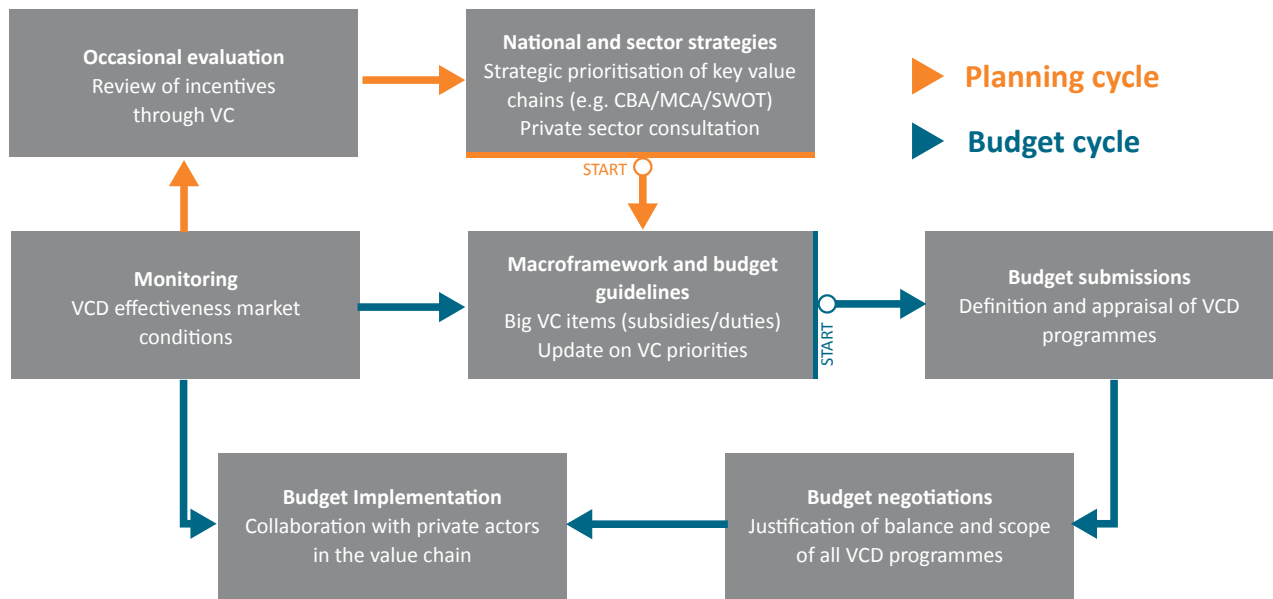 Occasional evaluation
Review of incentives
through VC
National and sector strategies
Strategic prioritisation of key value
chains (e.g. CBA/MCA/SWOT)
Private sector consultation
Planning cycle
Budget cycle
START
Monitoring
VCD effectiveness market
conditions
Macroframework and budget
guidelines
Big VC items (subsidies/duties)
Update on VC priorities
START
Budget submissions
Definition and appraisal of VCD
programmes
Budget Implementation
Collaboration with private actors
in the value chain
Budget negotiations
Justification of balance and scope
of all VCD programmes